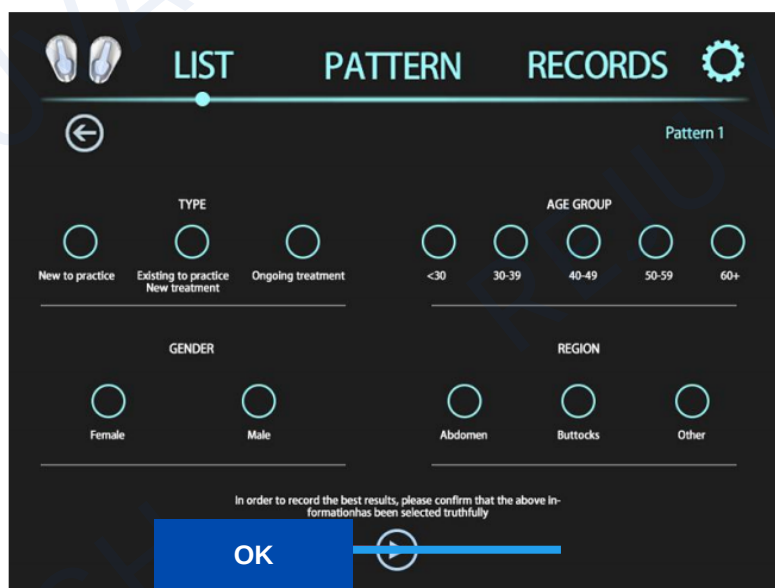 LIST PATTERN RECORDS
Pattern 1
TYPE
New to practice
Existing to practice
New treatment
Ongoing treatment
AGE GROUP
<30 30-39 40-49 50-59 60+
GENDER
Female Male
REGION
Abdomen Buttocks Other
In order to record the best results, please confirm that the above in-
formationhas been selected truthfully
OK